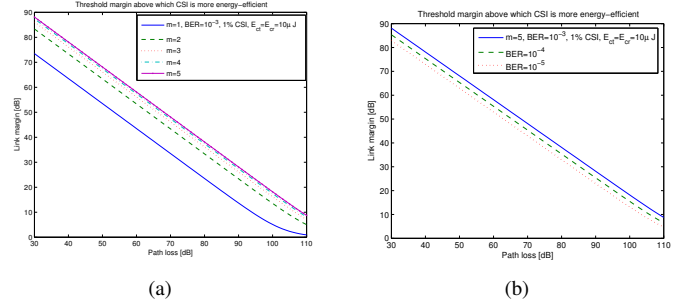 Threshold margin above which CSI is more energy-efficient
m=1, BER=10⁻³, 1% CSI, E_ct=E_cr=10μ J
m=2
m=3
m=4
m=5
Link margin [dB]
90
80
70
60
50
40
30
20
10
0
30 40 50 60 70 80 90 100 110
Path loss [dB]
(a)
Threshold margin above which CSI is more energy-efficient
m=5, BER=10⁻³, 1% CSI, E_ct=E_cr=10μ J
BER=10⁻⁴
BER=10⁻⁵
Link margin [dB]
90
80
70
60
50
40
30
20
10
0
30 40 50 60 70 80 90 100 110
Path loss [dB]
(b)